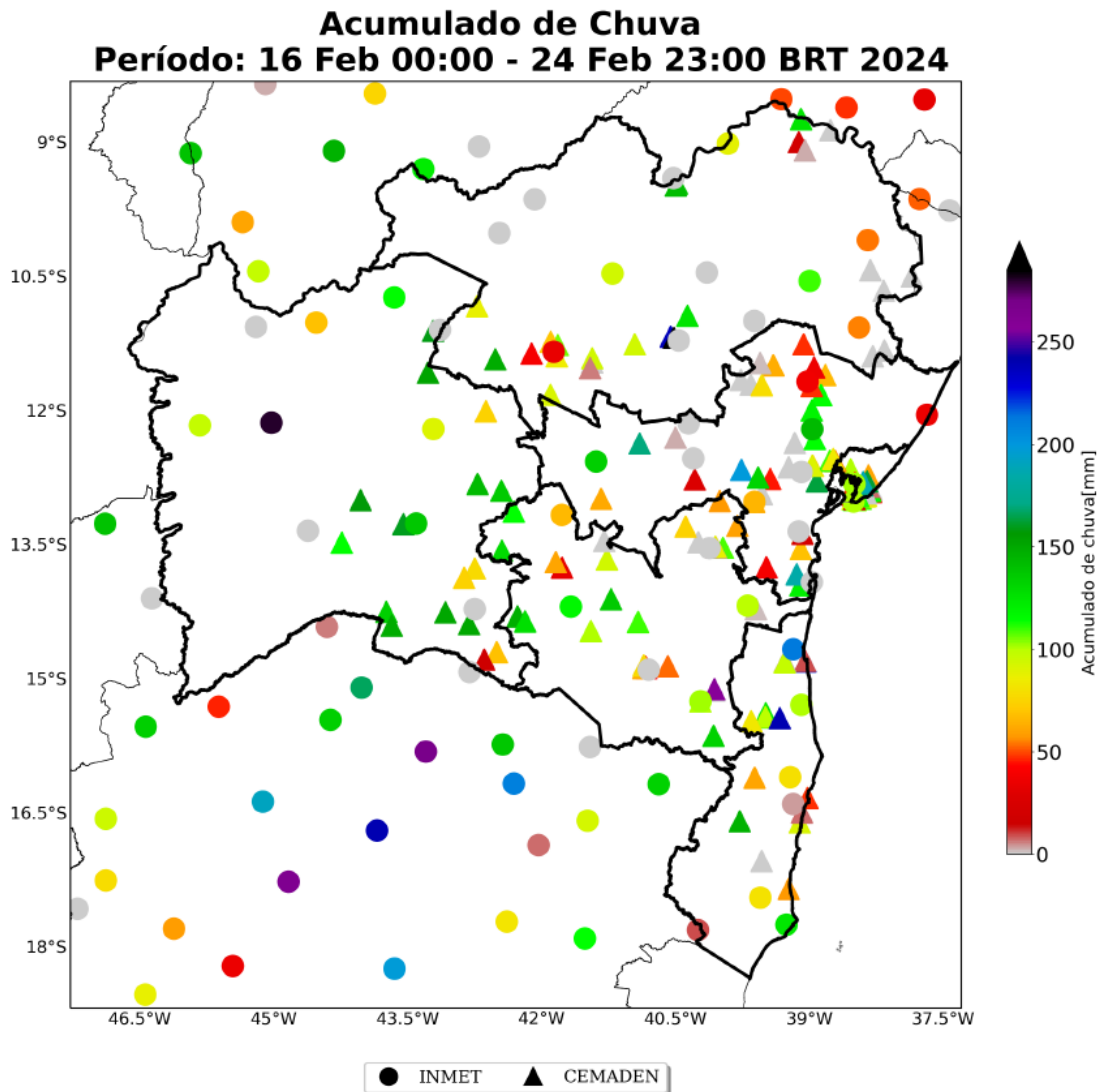 Acumulado de Chuva
Período: 16 Feb 00:00 - 24 Feb 23:00 BRT 2024
9°S
10.5°S
12°S
13.5°S
15°S
16.5°S
18°S
46.5°W 45°W 43.5°W 42°W 40.5°W 39°W 37.5°W
250
200
150
100
50
0
Acumulado de chuva[mm]
INMET CEMADEN